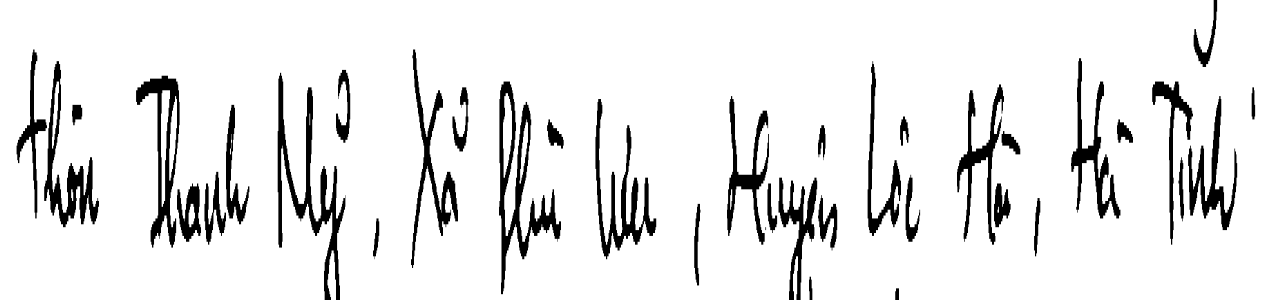 Thôn Thanh Mỹ, Xã Phù Lưu, Huyện Lộc Hà, Hà Tĩnh